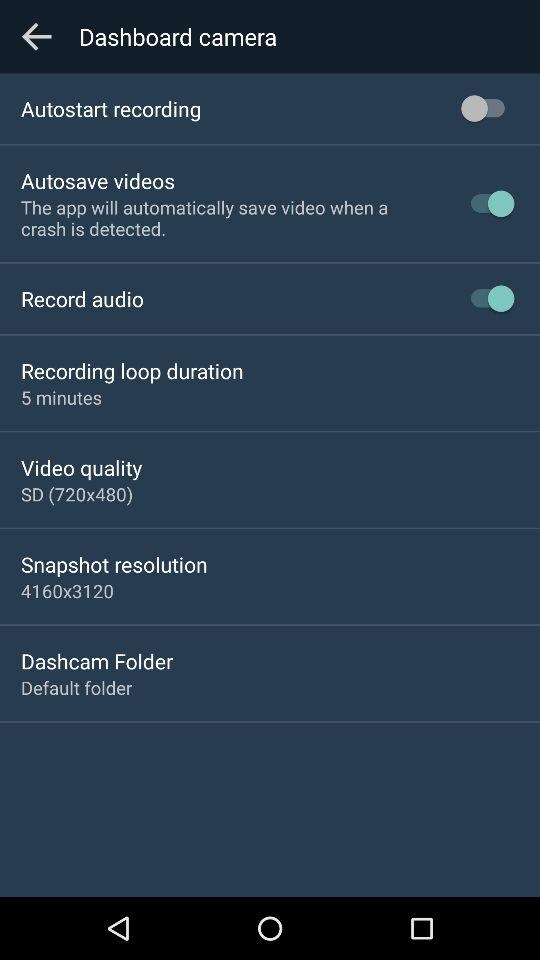 Dashboard camera
Autostart recording
Autosave videos
The app will automatically save video when a
crash is detected.
Record audio
Recording loop duration
5 minutes
Video quality
SD (720x480)
Snapshot resolution
4160x3120
Dashcam Folder
Default folder